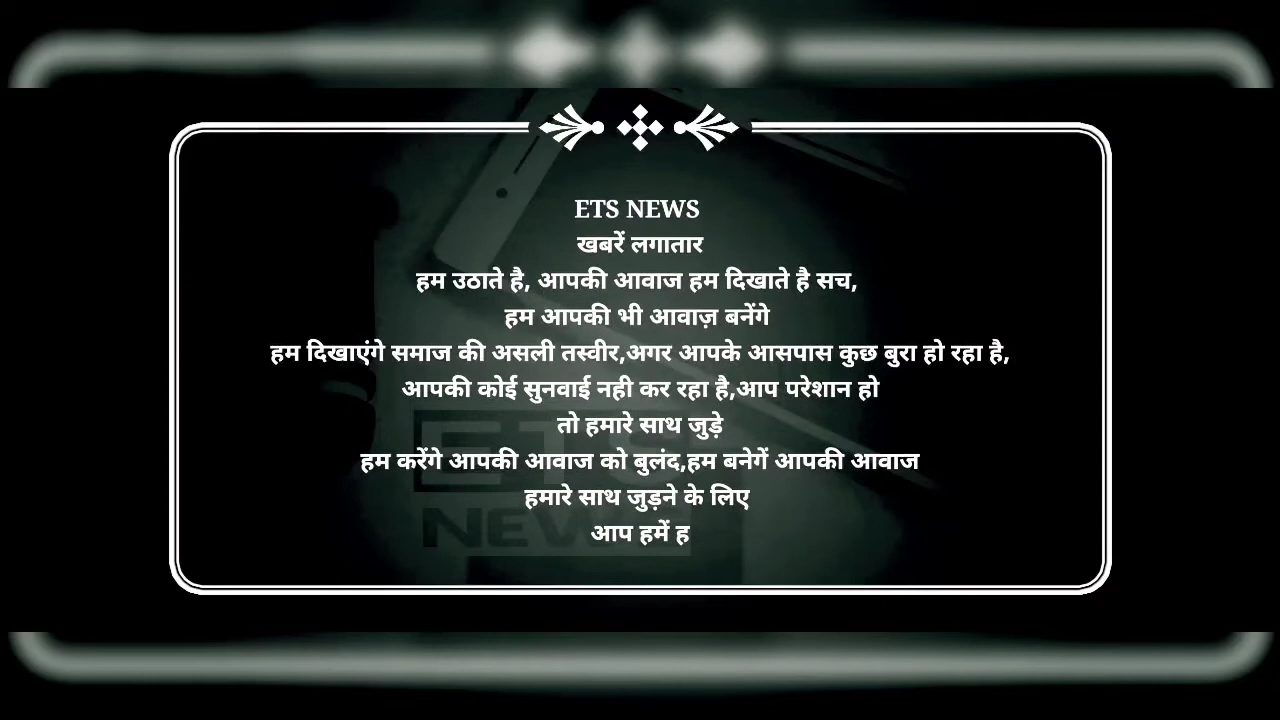 ETS NEWS
खबरें लगातार
हम उठाते है, आपकी आवाज हम दिखाते है सच,
हम आपकी भी आवाज़ बनेंगे
हम दिखाएंगे समाज की असली तस्वीर,अगर आपके आसपास कुछ बुरा हो रहा है,
आपकी कोई सुनवाई नही कर रहा है,आप परेशान हो
तो हमारे साथ जुड़े
हम करेंगे आपकी आवाज को बुलंद,हम बनेगें आपकी आवाज
हमारे साथ जुड़ने के लिए
आप हमें ह
ETS
NEWS